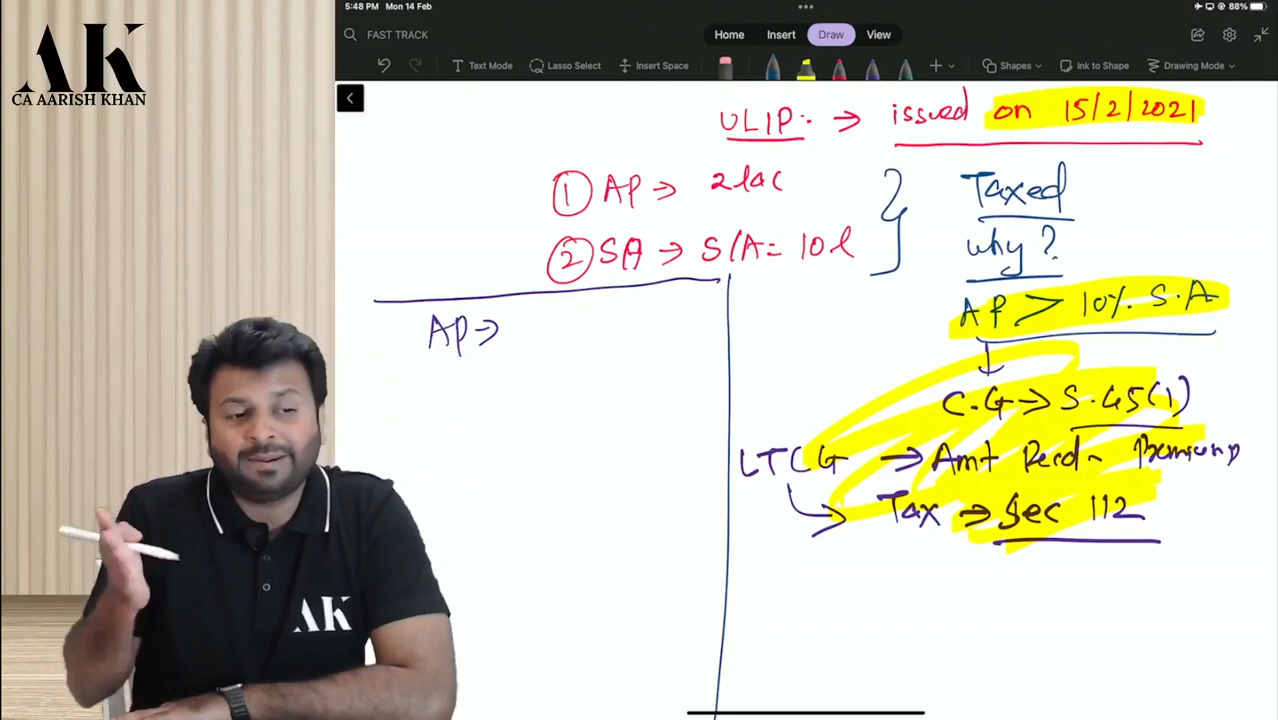 5:48 PM Mon 14 Feb
88%
AK
CA AARISH KHAN
FAST TRACK
Home Insert Draw View
Text Mode Lasso Select Insert Space Shapes Ink to Shape Drawing Mode
ULIP:- → issued on 15/2/2021
① AP → 2 lac
② SA → S/A = 10 l
Taxed
why?
AP > 10% S.A
AP →
C.G → S.45(1)
LTCG → Amt Recd - Premium
Tax → Sec 112
AK